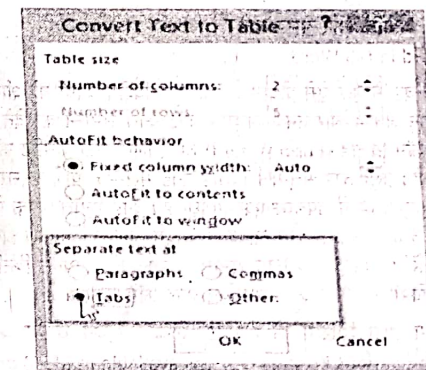 Convert Text to Table ?
Table size
Number of columns: 2
Number of rows: 5
AutoFit behavior
Fixed column width: Auto
AutoFit to contents
AutoFit to window
Separate text at
Paragraphs Commas
Tabs Other:
OK Cancel